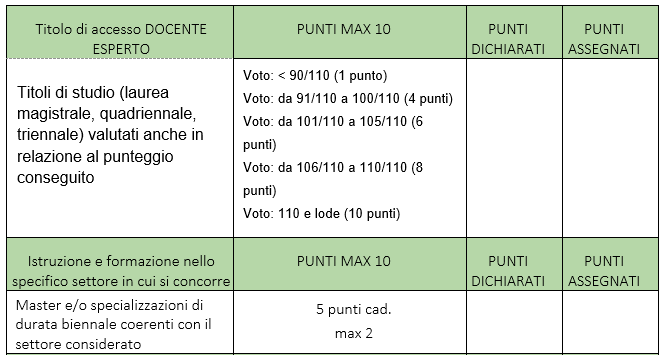 Titolo di accesso DOCENTE
ESPERTO
PUNTI MAX 10
PUNTI
DICHIARATI
PUNTI
ASSEGNATI
Titoli di studio (laurea
magistrale, quadriennale,
triennale) valutati anche in
relazione al punteggio
conseguito
Voto: < 90/110 (1 punto)
Voto: da 91/110 a 100/110 (4 punti)
Voto: da 101/110 a 105/110 (6
punti)
Voto: da 106/110 a 110/110 (8
punti)
Voto: 110 e lode (10 punti)
Istruzione e formazione nello
specifico settore in cui si concorre
PUNTI MAX 10
PUNTI
DICHIARATI
PUNTI
ASSEGNATI
Master e/o specializzazioni di
durata biennale coerenti con il
settore considerato
5 punti cad.
max 2